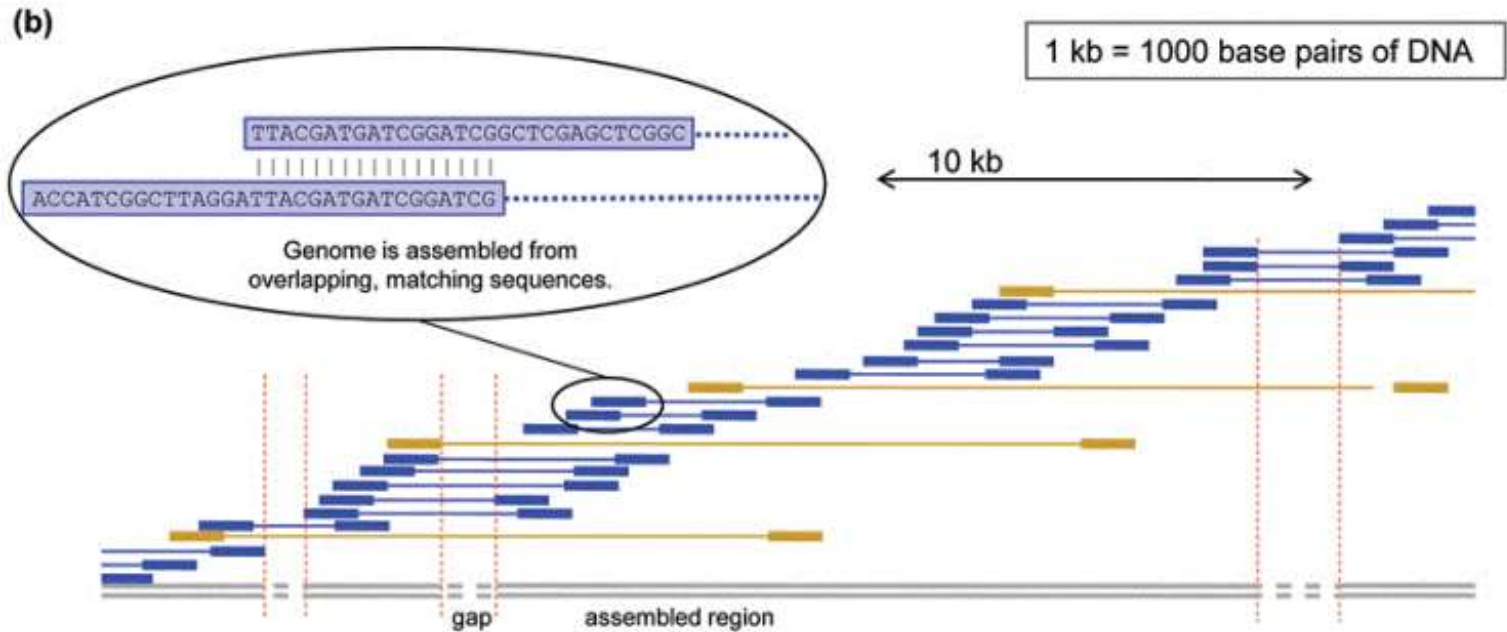 (b)
1 kb = 1000 base pairs of DNA
TTACGATGATCGGATCGGCTCGAGCTCGGC
10 kb
ACCATCGGCTTAGGATTACGATGATCGGATCG
Genome is assembled from
overlapping, matching sequences.
gap
assembled region